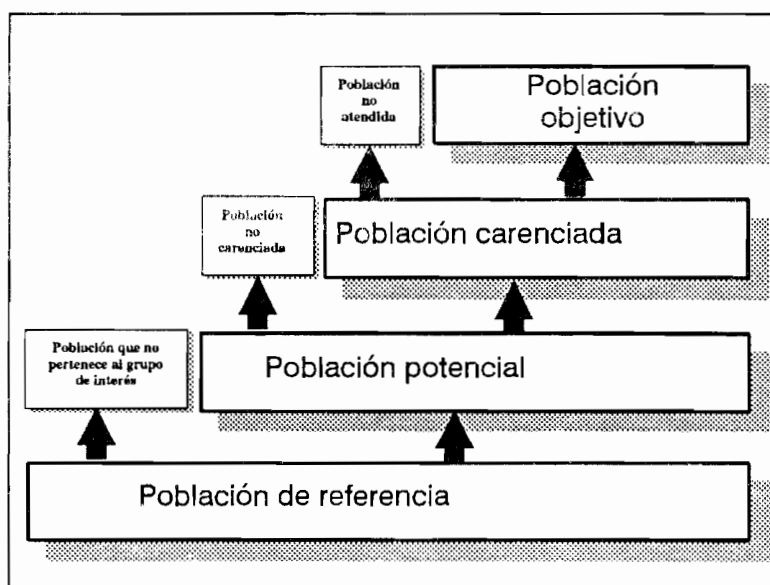 Población
no
atendida
Población
objetivo
Población
no
carenciada
Población carenciada
Población que no
pertenece al grupo
de interés
Población potencial
Población de referencia